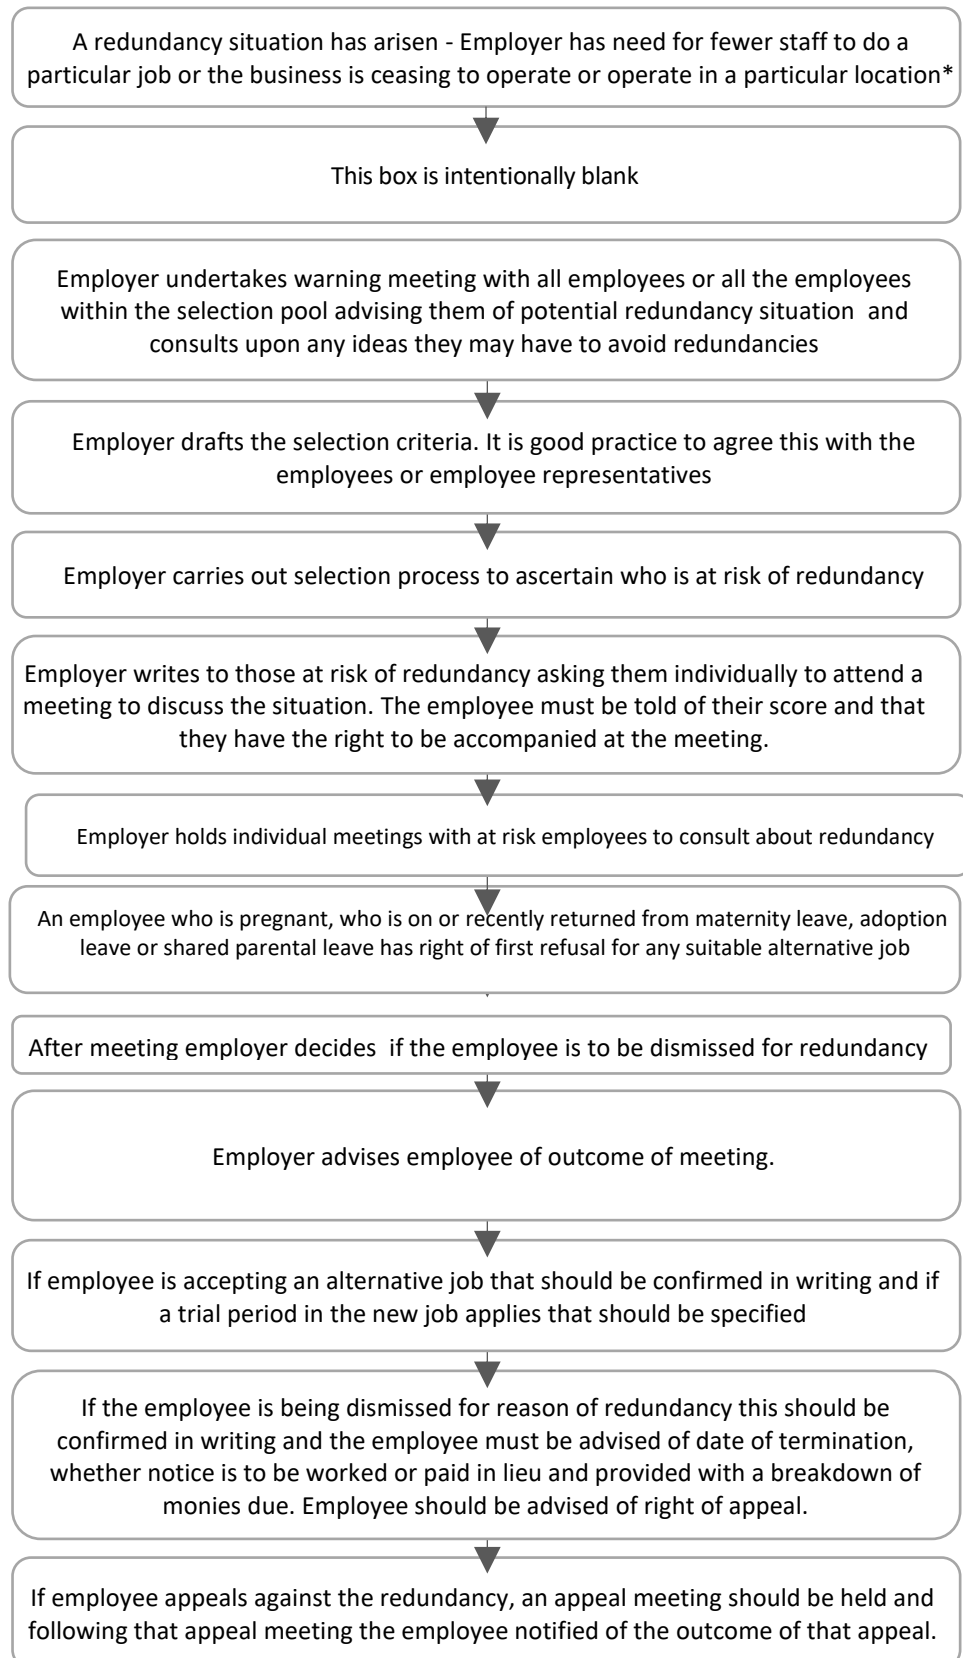 A redundancy situation has arisen - Employer has need for fewer staff to do a
particular job or the business is ceasing to operate or operate in a particular location*
This box is intentionally blank
Employer undertakes warning meeting with all employees or all the employees
within the selection pool advising them of potential redundancy situation and
consults upon any ideas they may have to avoid redundancies
Employer drafts the selection criteria. It is good practice to agree this with the
employees or employee representatives
Employer carries out selection process to ascertain who is at risk of redundancy
Employer writes to those at risk of redundancy asking them individually to attend a
meeting to discuss the situation. The employee must be told of their score and that
they have the right to be accompanied at the meeting.
Employer holds individual meetings with at risk employees to consult about redundancy
An employee who is pregnant, who is on or recently returned from maternity leave, adoption
leave or shared parental leave has right of first refusal for any suitable alternative job
After meeting employer decides if the employee is to be dismissed for redundancy
Employer advises employee of outcome of meeting.
If employee is accepting an alternative job that should be confirmed in writing and if
a trial period in the new job applies that should be specified
If the employee is being dismissed for reason of redundancy this should be
confirmed in writing and the employee must be advised of date of termination,
whether notice is to be worked or paid in lieu and provided with a breakdown of
monies due. Employee should be advised of right of appeal.
If employee appeals against the redundancy, an appeal meeting should be held and
following that appeal meeting the employee notified of the outcome of that appeal.